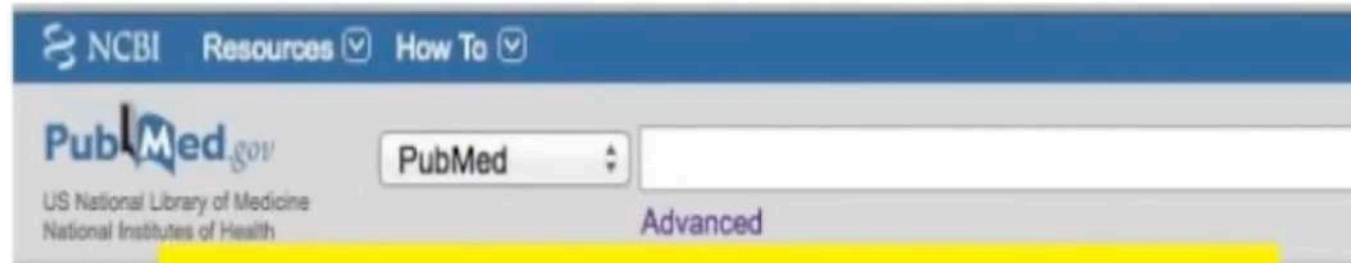 NCBI Resources How To
PubMed.gov
PubMed
US National Library of Medicine
National Institutes of Health
Advanced